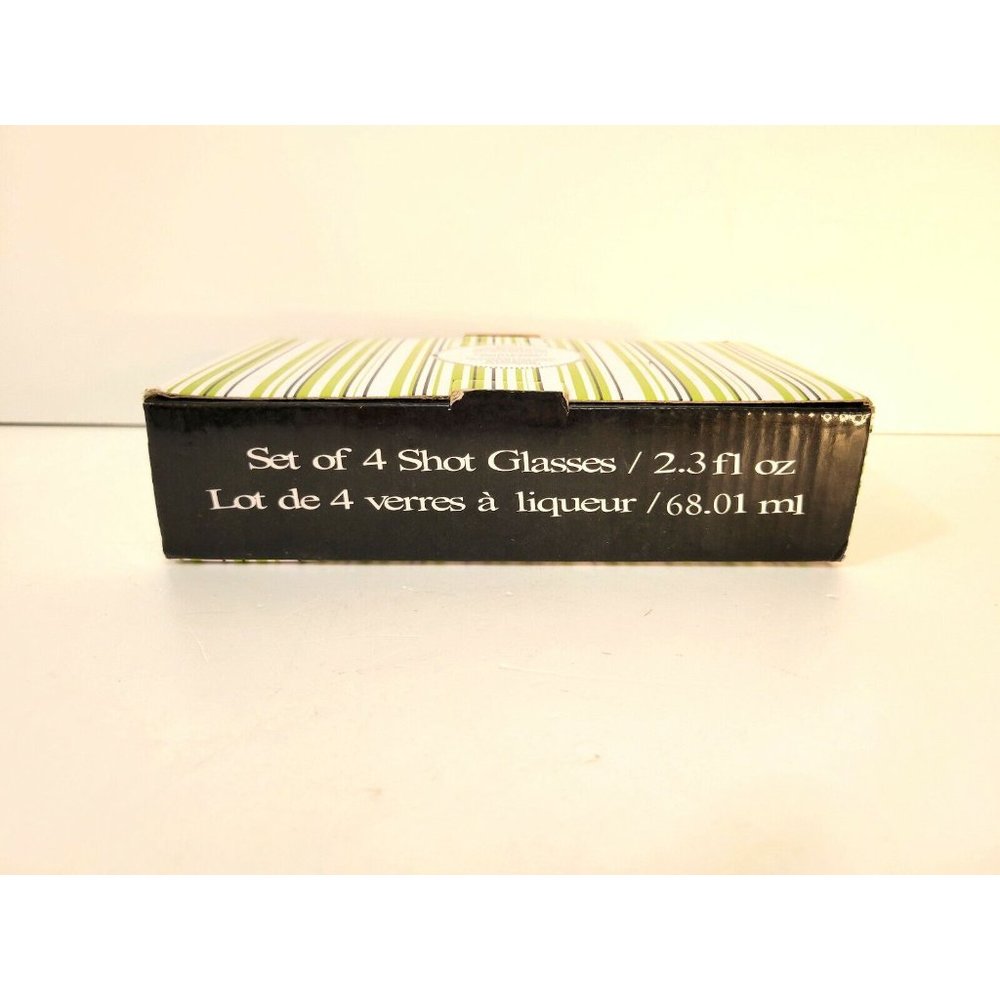 Set of 4 Shot Glasses / 2.3 fl oz
Lot de 4 verres à liqueur / 68.01 ml